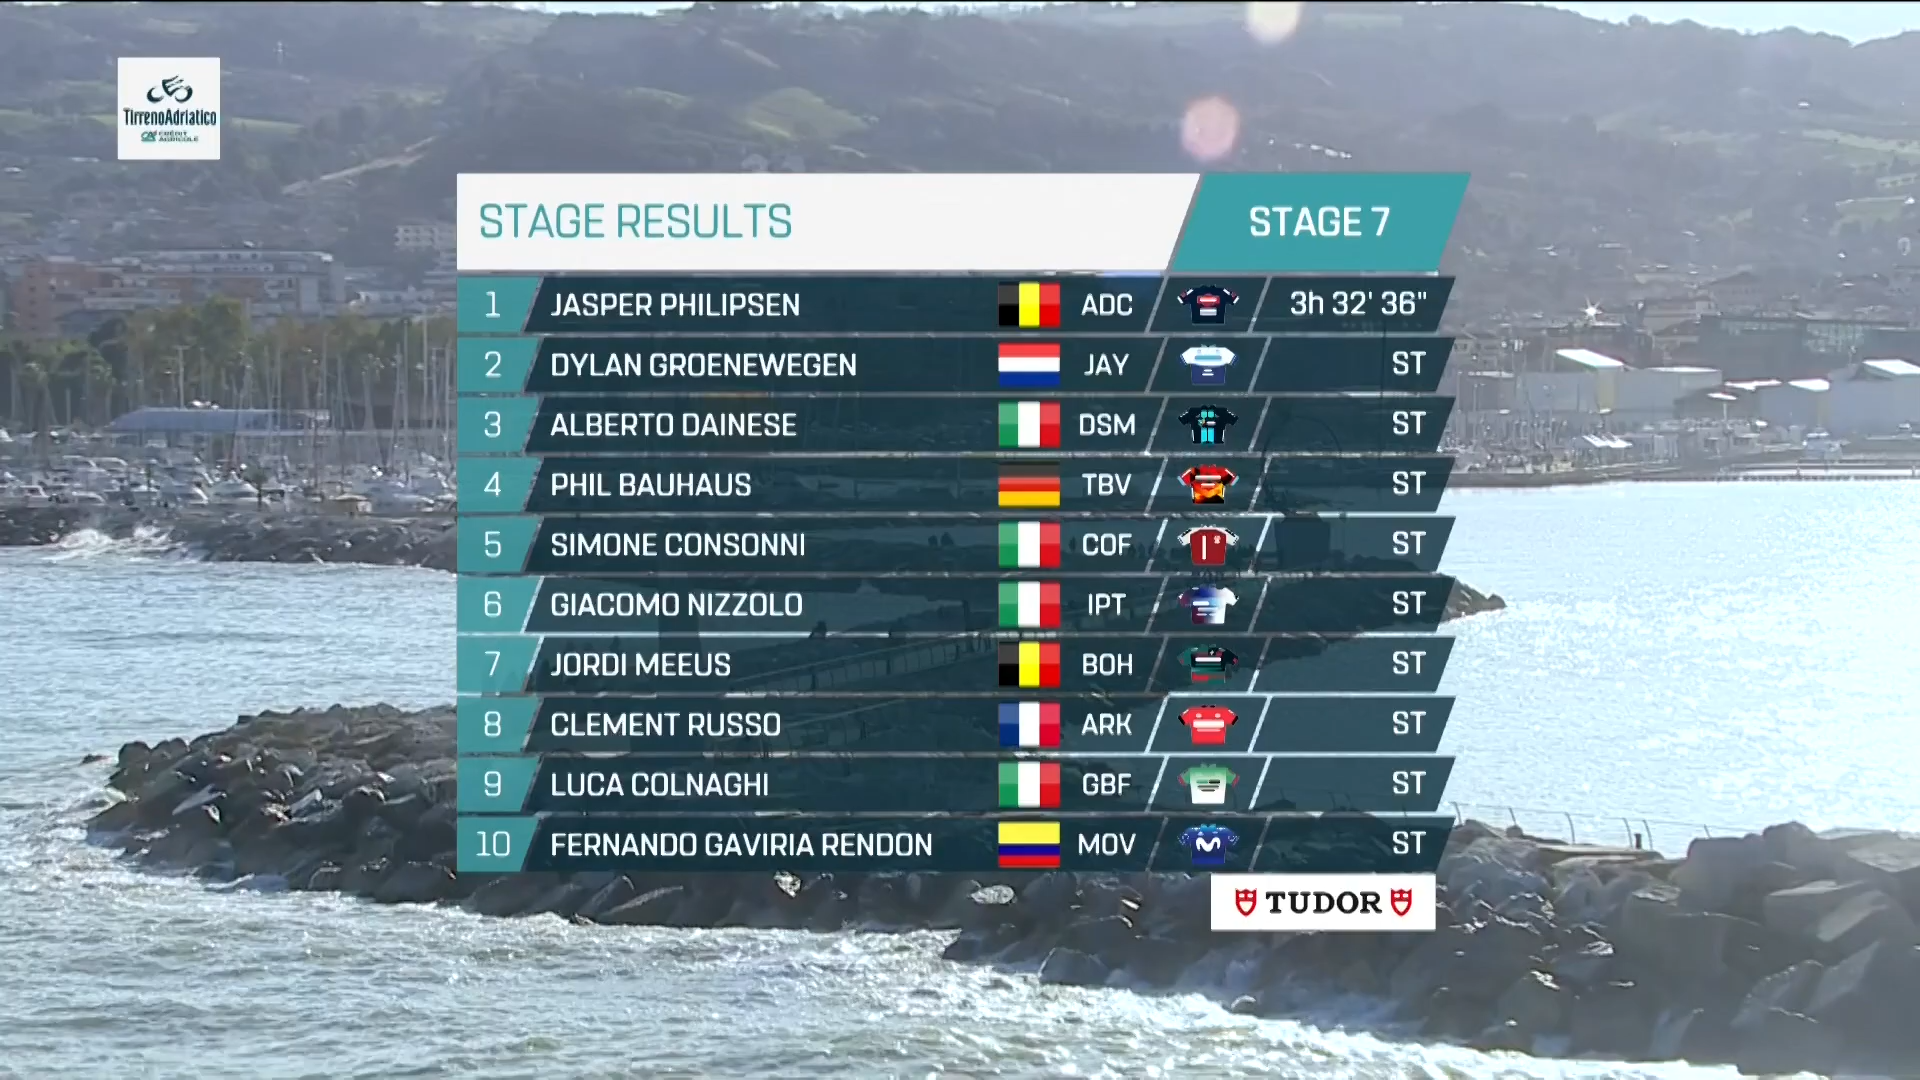 TirrenoAdriatico
CRÉDIT
AGRICOLE
STAGE RESULTS STAGE 7
1 JASPER PHILIPSEN ADC 3h 32' 36"
2 DYLAN GROENEWEGEN JAY ST
3 ALBERTO DAINESE DSM ST
4 PHIL BAUHAUS TBV ST
5 SIMONE CONSONNI COF ST
6 GIACOMO NIZZOLO IPT ST
7 JORDI MEEUS BOH ST
8 CLEMENT RUSSO ARK ST
9 LUCA COLNAGHI GBF ST
10 FERNANDO GAVIRIA RENDON MOV ST
TUDOR